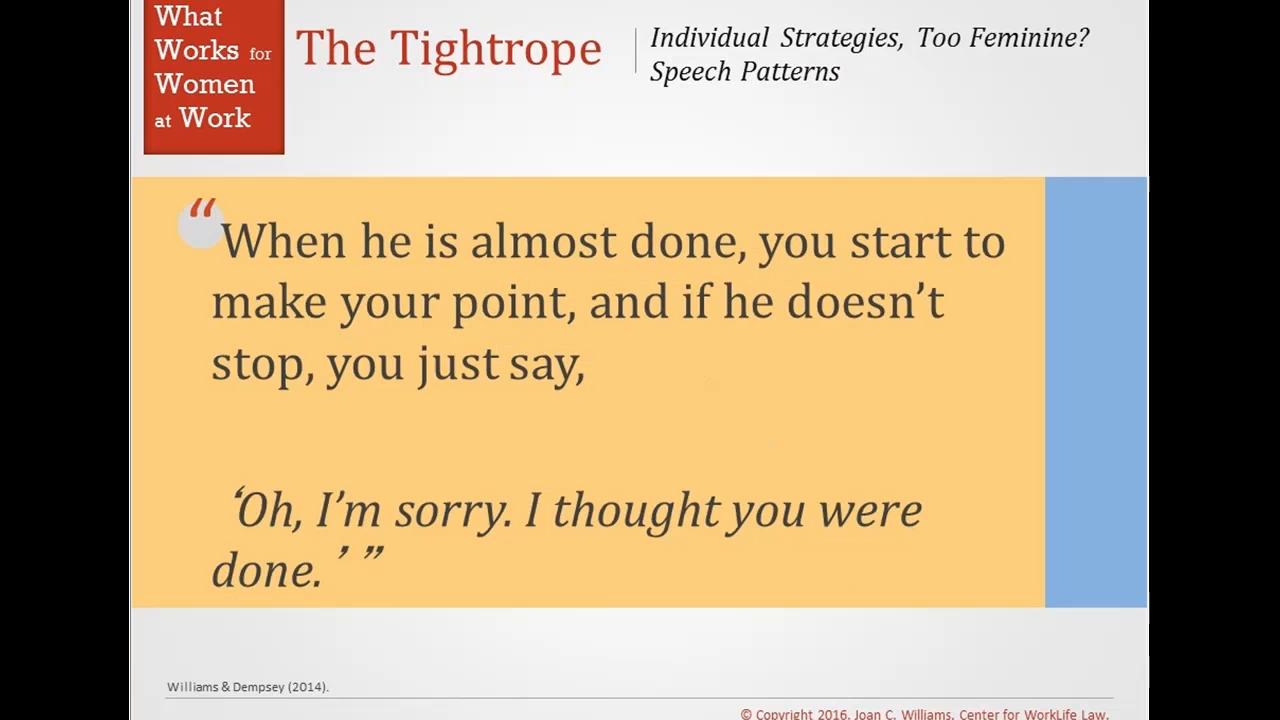 What
Works for
Women
at Work
The Tightrope
Individual Strategies, Too Feminine?
Speech Patterns
“When he is almost done, you start to
make your point, and if he doesn’t
stop, you just say,
‘Oh, I’m sorry. I thought you were
done.’ ”
Williams & Dempsey (2014).
© Copyright 2016. Joan C. Williams. Center for WorkLife Law.